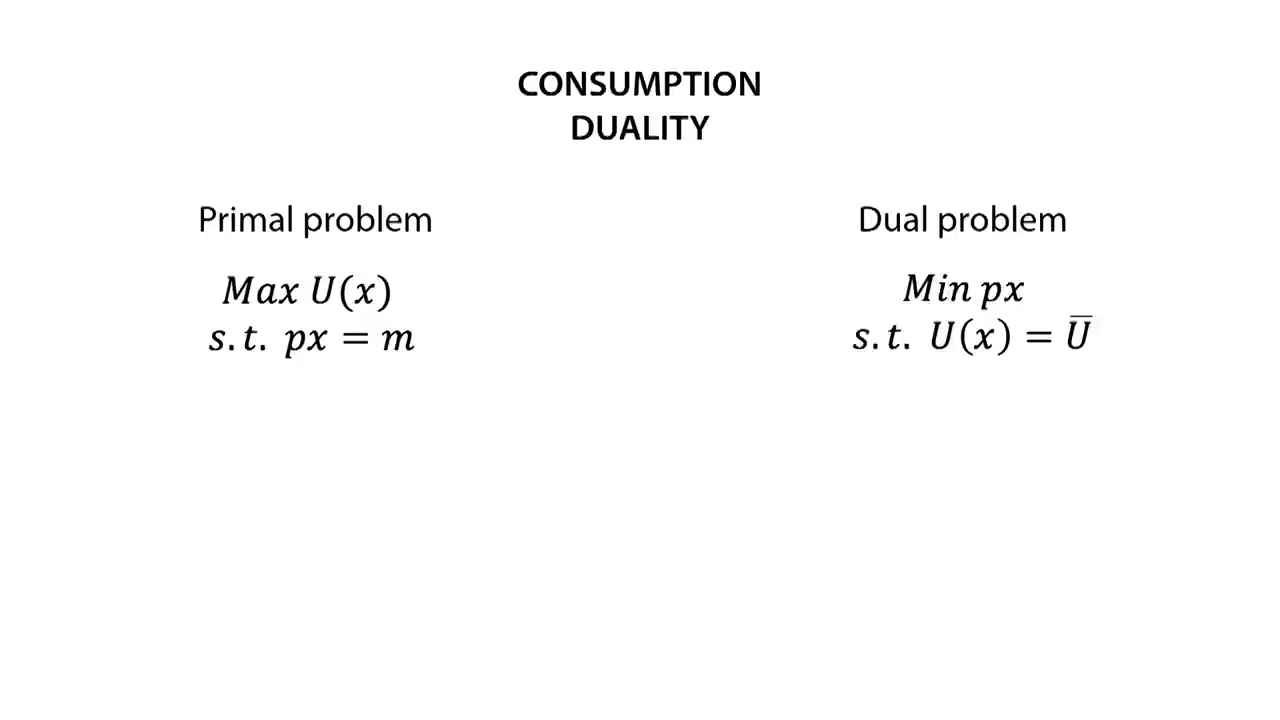 CONSUMPTION
DUALITY
Primal problem
Max U(x)
s.t. px = m
Dual problem
Min px
s.t. U(x) = U̅